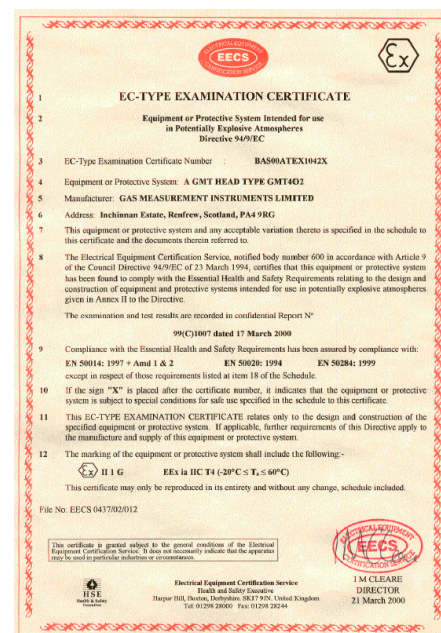 ELECTRICAL EQUIPMENT
EECS
CERTIFICATION SERVICE
Ex
1 EC-TYPE EXAMINATION CERTIFICATE
2 Equipment or Protective System Intended for use
in Potentially Explosive Atmospheres
Directive 94/9/EC
3 EC-Type Examination Certificate Number : BAS00ATEX1042X
4 Equipment or Protective System: A GMT HEAD TYPE GMT4O2
5 Manufacturer: GAS MEASUREMENT INSTRUMENTS LIMITED
6 Address: Inchinnan Estate, Renfrew, Scotland, PA4 9RG
7 This equipment or protective system and any acceptable variation thereto is specified in the schedule to
this certificate and the documents therein referred to.
8 The Electrical Equipment Certification Service, notified body number 600 in accordance with Article 9
of the Council Directive 94/9/EC of 23 March 1994, certifies that this equipment or protective system
has been found to comply with the Essential Health and Safety Requirements relating to the design and
construction of equipment and protective systems intended for use in potentially explosive atmospheres
given in Annex II to the Directive.
The examination and test results are recorded in confidential Report Nº
99(C)1007 dated 17 March 2000
9 Compliance with the Essential Health and Safety Requirements has been assured by compliance with:
EN 50014: 1997 + Amd 1 & 2 EN 50020: 1994 EN 50284: 1999
except in respect of those requirements listed at item 18 of the Schedule.
10 If the sign "X" is placed after the certificate number, it indicates that the equipment or protective
system is subject to special conditions for safe use specified in the schedule to this certificate.
11 This EC-TYPE EXAMINATION CERTIFICATE relates only to the design and construction of the
specified equipment or protective system. If applicable, further requirements of this Directive apply to
the manufacture and supply of this equipment or protective system.
12 The marking of the equipment or protective system shall include the following:-
Ex II 1 G EEx ia IIC T4 (-20°C ≤ Ta ≤ 60°C)
This certificate may only be reproduced in its entirety and without any change, schedule included.
File No: EECS 0437/02/012
This certificate is granted subject to the general conditions of the Electrical
Equipment Certification Service. It does not necessarily indicate that the apparatus
may be used in particular industries or circumstances.
ELECTRICAL EQUIPMENT
EECS
CERTIFICATION SERVICE
HSE
Health & Safety
Executive
Electrical Equipment Certification Service
Health and Safety Executive
Harpur Hill, Buxton, Derbyshire. SK17 9JN. United Kingdom
Tel: 01298 28000 Fax: 01298 28244
I M CLEARE
DIRECTOR
21 March 2000